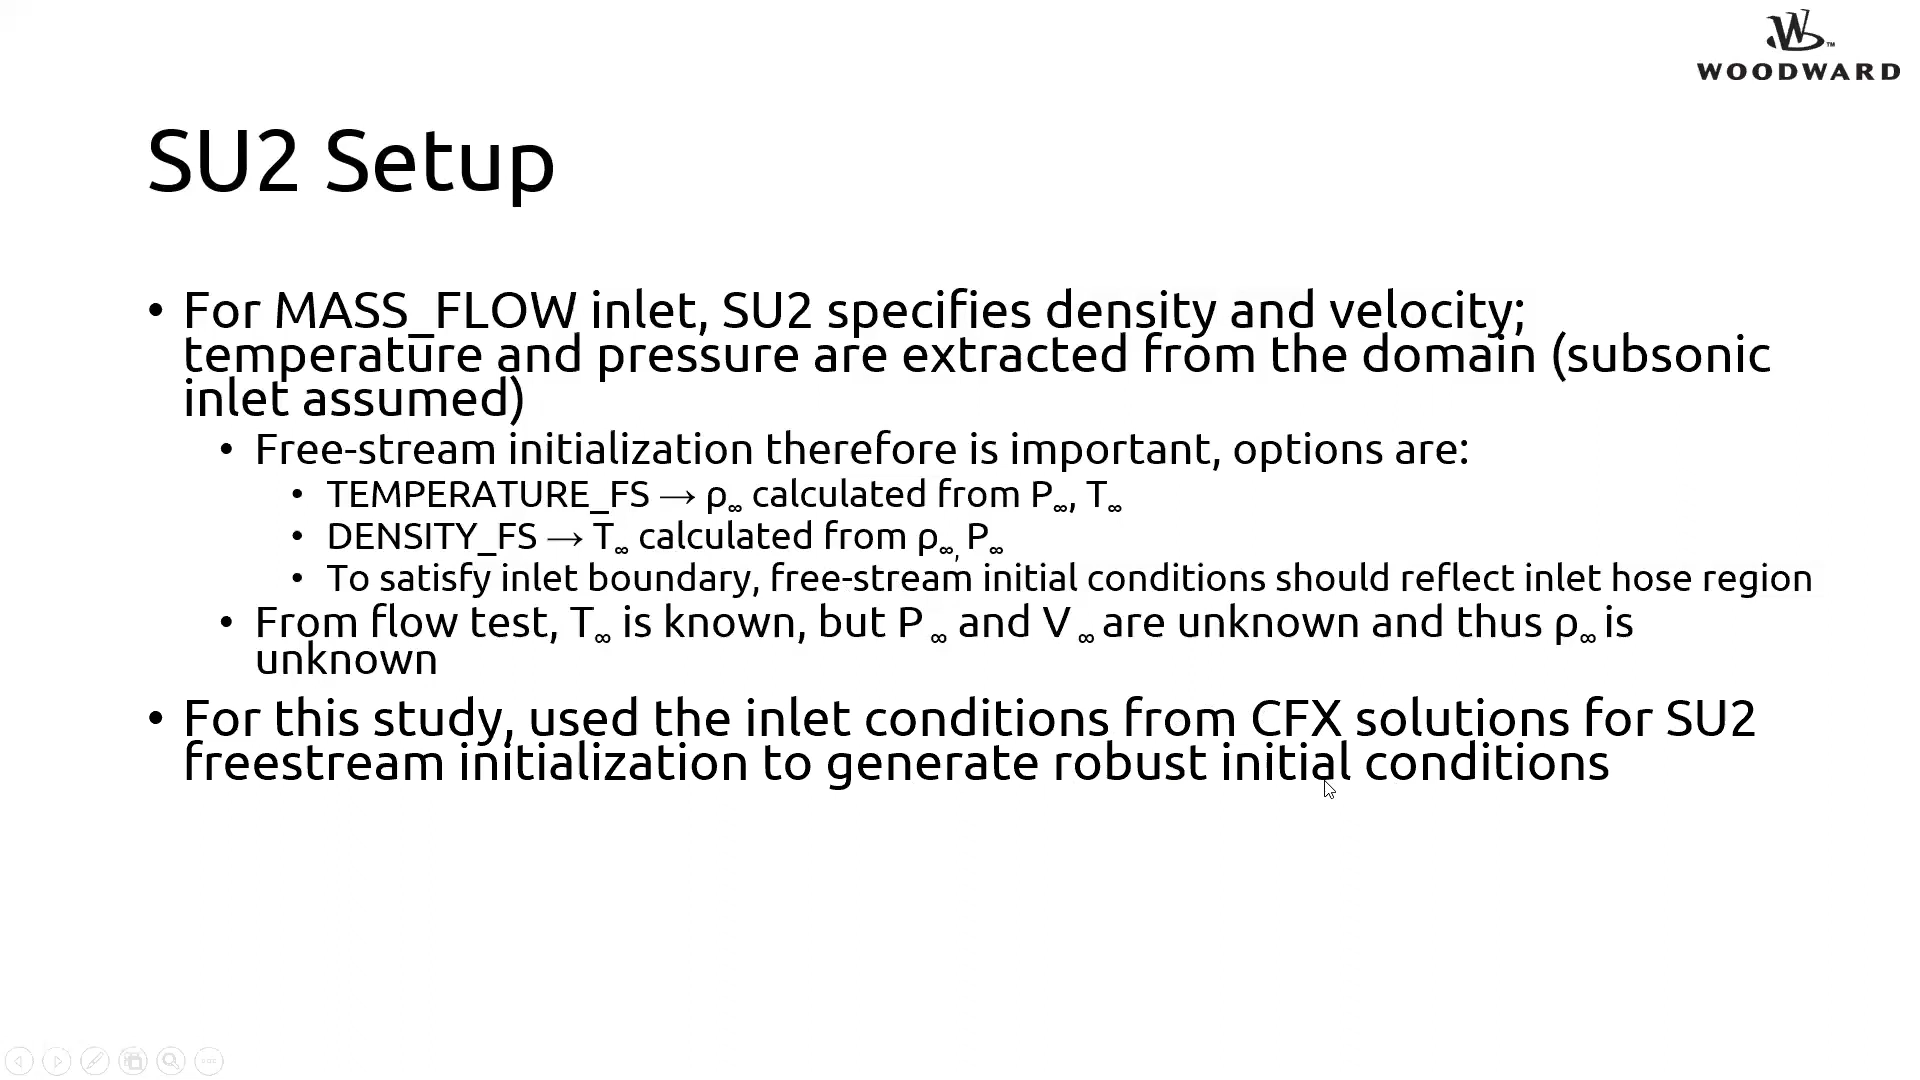 WOODWARD
SU2 Setup
• For MASS_FLOW inlet, SU2 specifies density and velocity;
temperature and pressure are extracted from the domain (subsonic
inlet assumed)
• Free-stream initialization therefore is important, options are:
• TEMPERATURE_FS → ρ∞ calculated from P∞, T∞
• DENSITY_FS → T∞ calculated from ρ∞, P∞
• To satisfy inlet boundary, free-stream initial conditions should reflect inlet hose region
• From flow test, T∞ is known, but P ∞ and V ∞ are unknown and thus ρ∞ is
unknown
• For this study, used the inlet conditions from CFX solutions for SU2
freestream initialization to generate robust initial conditions